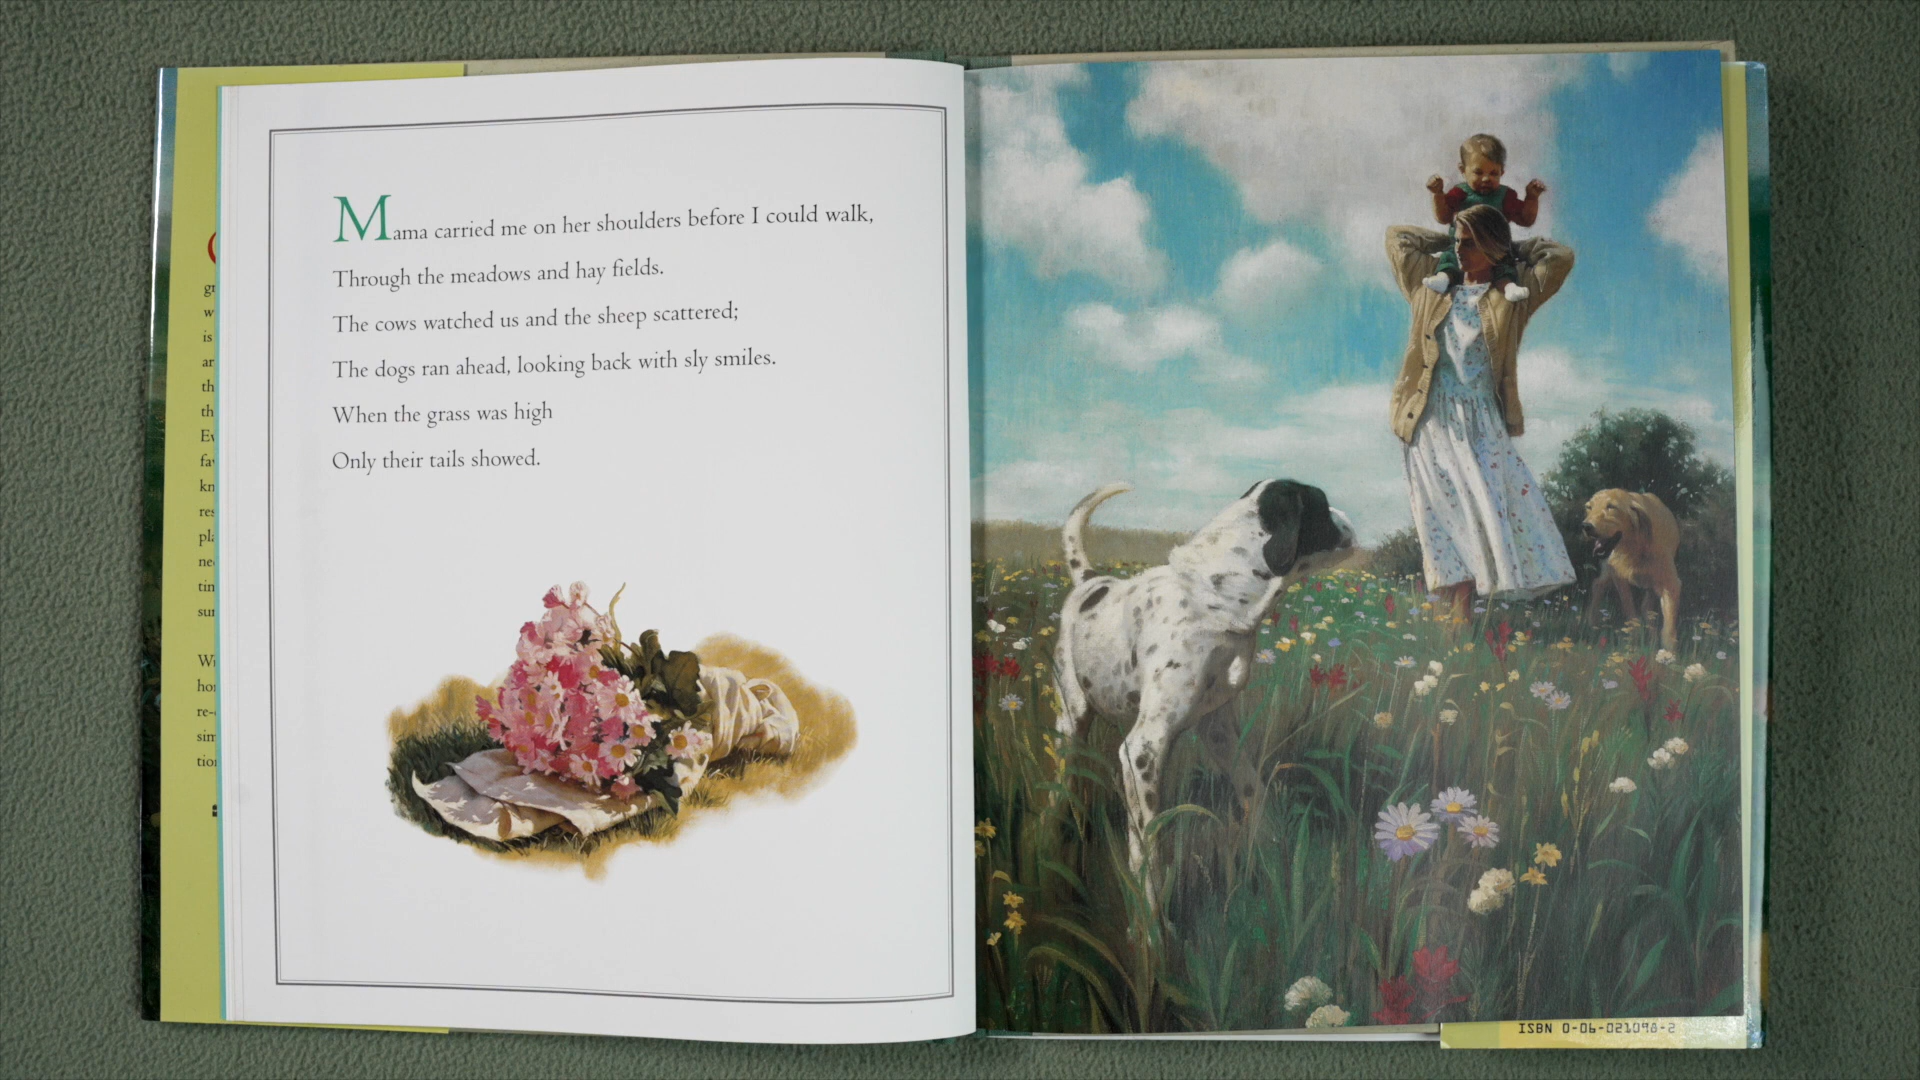 Mama carried me on her shoulders before I could walk,
Through the meadows and hay fields.
The cows watched us and the sheep scattered;
The dogs ran ahead, looking back with sly smiles.
When the grass was high
Only their tails showed.
ISBN 0-06-021098-2